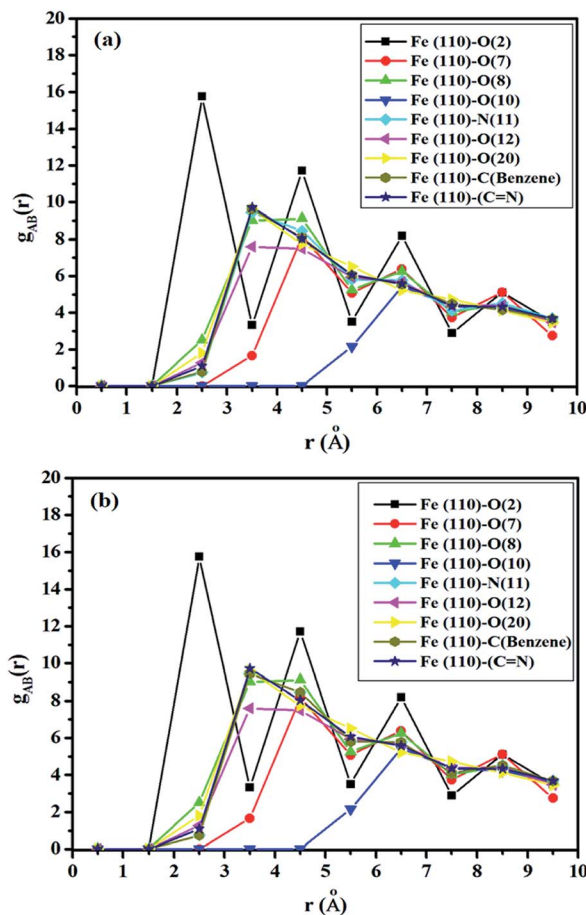 (a)
Fe (110)-O(2)
Fe (110)-O(7)
Fe (110)-O(8)
Fe (110)-O(10)
Fe (110)-N(11)
Fe (110)-O(12)
Fe (110)-O(20)
Fe (110)-C(Benzene)
Fe (110)-(C=N)
20
18
16
14
12
10
8
6
4
2
0
g_AB(r)
0 1 2 3 4 5 6 7 8 9 10
r (Å)
(b)
Fe (110)-O(2)
Fe (110)-O(7)
Fe (110)-O(8)
Fe (110)-O(10)
Fe (110)-N(11)
Fe (110)-O(12)
Fe (110)-O(20)
Fe (110)-C(Benzene)
Fe (110)-(C=N)
20
18
16
14
12
10
8
6
4
2
0
g_AB(r)
0 1 2 3 4 5 6 7 8 9 10
r (Å)